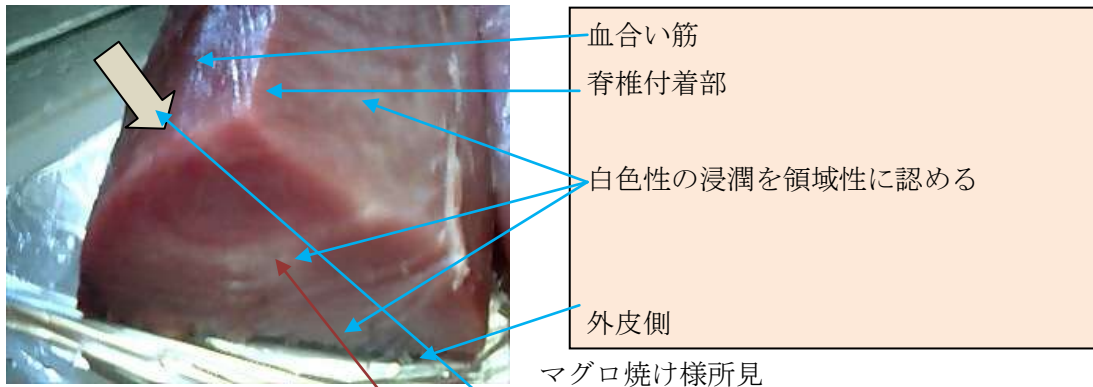 血合い筋
脊椎付着部
白色性の浸潤を領域性に認める
外皮側
マグロ焼け様所見